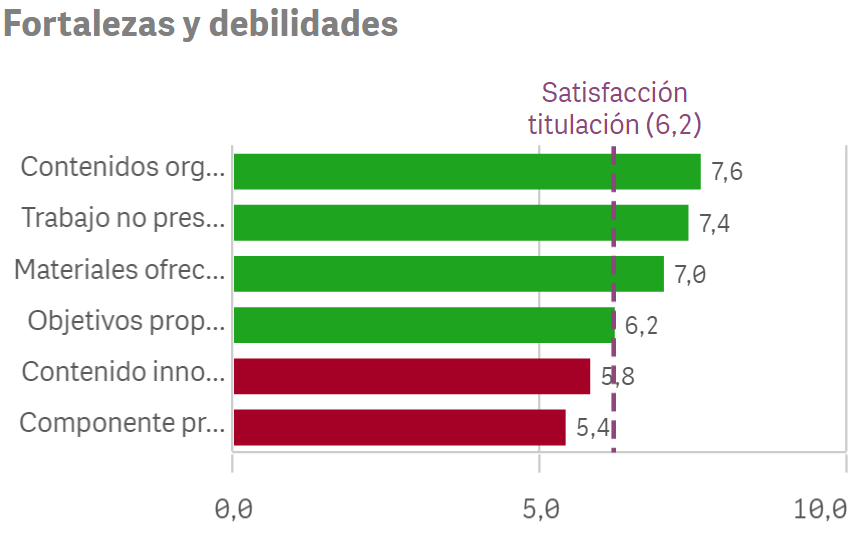 Fortalezas y debilidades
Satisfacción
titulación (6,2)
Contenidos org... 7,6
Trabajo no pres... 7,4
Materiales ofrec... 7,0
Objetivos prop... 6,2
Contenido inno... 5,8
Componente pr... 5,4
0,0 5,0 10,0